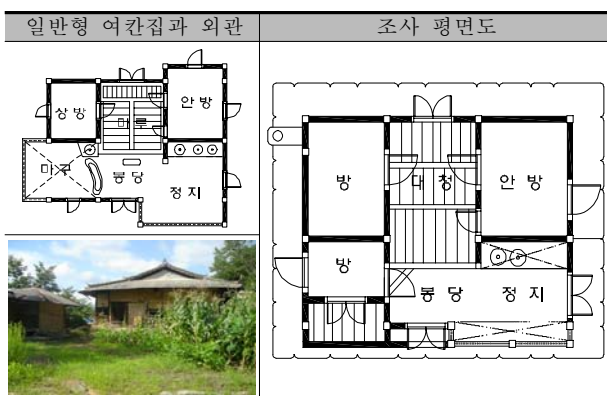 일반형 여칸집과 외관
조사 평면도
상방
마루
안방
마구
봉당
정지
방
대청
안방
방
봉당 정지